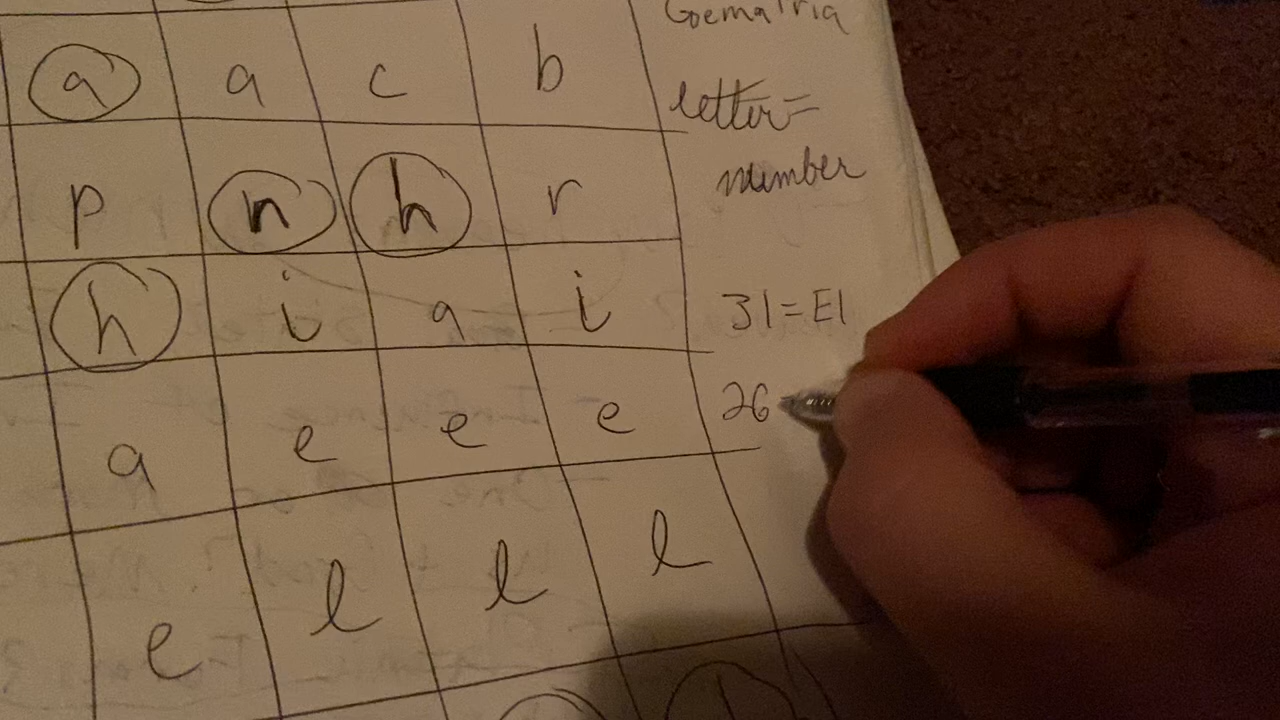 Goematria
a a c b
letter=
number
p n h r
h i a i
31=El
a e e e
26
e l l l